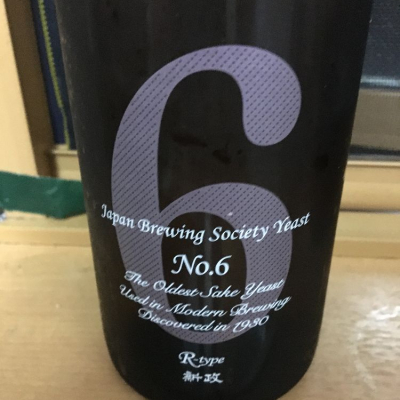 6
Japan Brewing Society Yeast
No.6
The Oldest Sake Yeast
Used in Modern Brewing
Discovered in 1930
R-type
新政